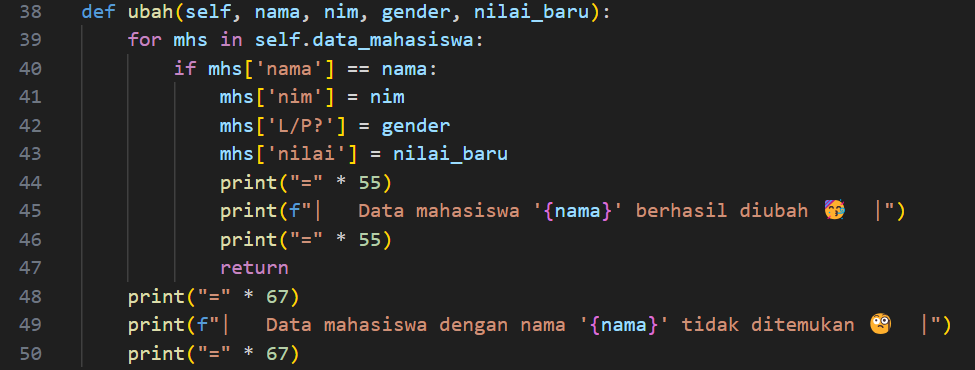 38 def ubah(self, nama, nim, gender, nilai_baru):
39 for mhs in self.data_mahasiswa:
40 if mhs['nama'] == nama:
41 mhs['nim'] = nim
42 mhs['L/P?'] = gender
43 mhs['nilai'] = nilai_baru
44 print("=" * 55)
45 print(f"|   Data mahasiswa '{nama}' berhasil diubah 🥳   |")
46 print("=" * 55)
47 return
48 print("=" * 67)
49 print(f"|   Data mahasiswa dengan nama '{nama}' tidak ditemukan 🧐   |")
50 print("=" * 67)